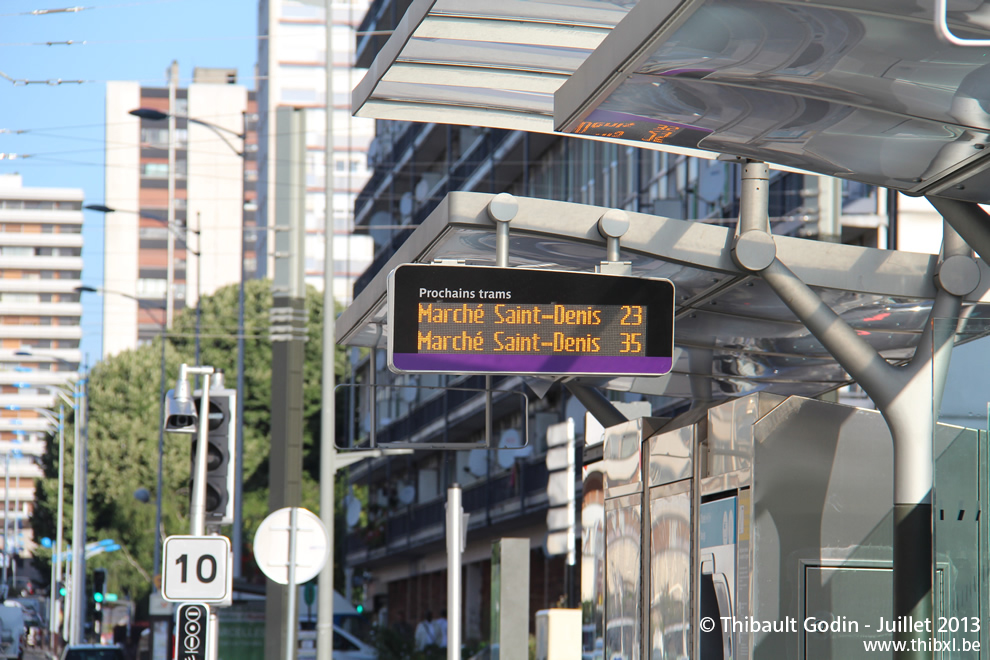 Prochains trams
Marché Saint-Denis 23
Marché Saint-Denis 35
10
© Thibault Godin - Juillet 2013
www.thibxl.be